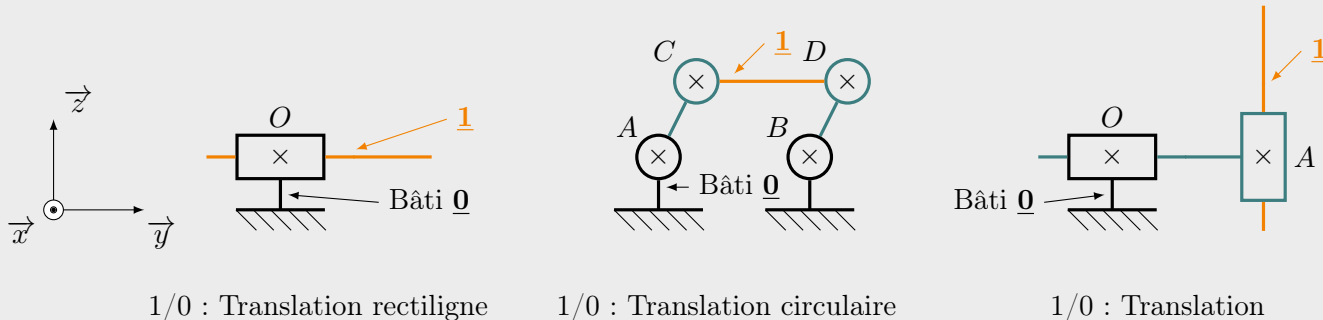 z
x
y
O
1
Bâti 0
1/0 : Translation rectiligne
C
1
D
A
B
Bâti 0
1/0 : Translation circulaire
1
O
A
Bâti 0
1/0 : Translation